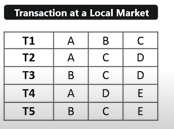 Transaction at a Local Market
T1 A B C
T2 A C D
T3 B C D
T4 A D E
T5 B C E